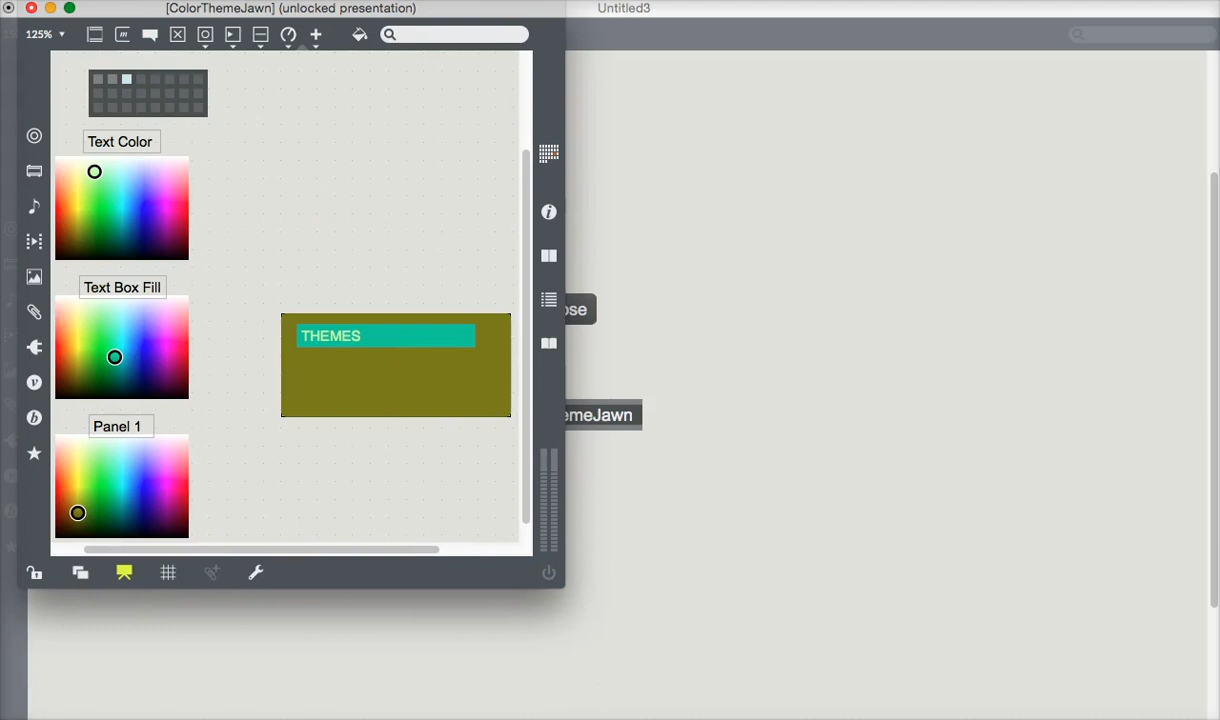 [ColorThemeJawn] (unlocked presentation)
Untitled3
125%
Text Color
Text Box Fill
ose
THEMES
emeJawn
Panel 1